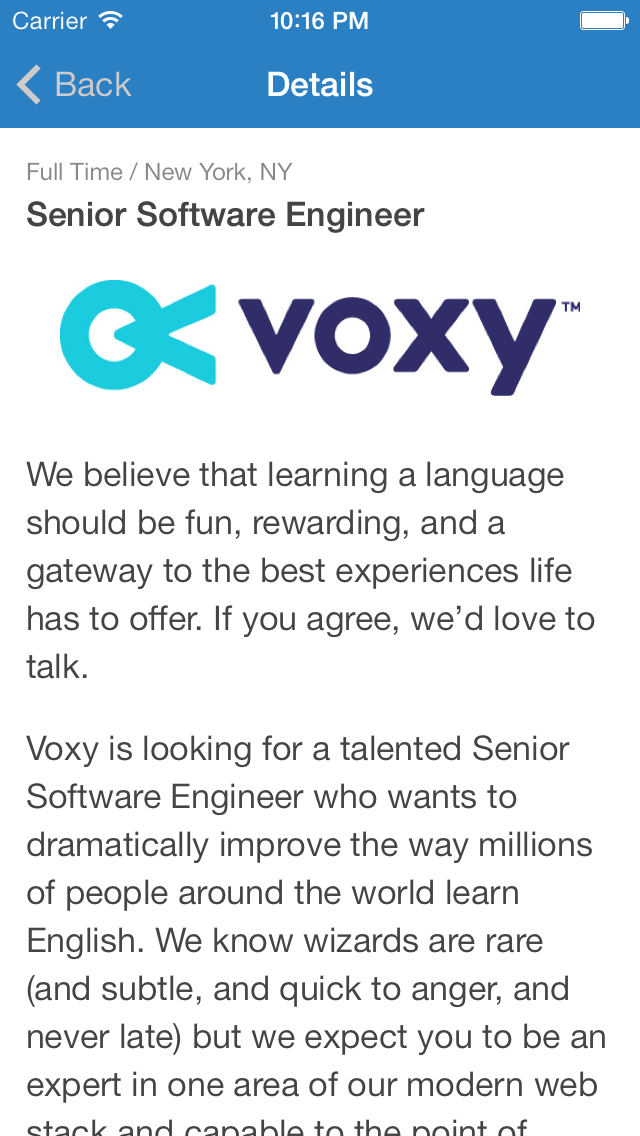 Carrier 10:16 PM
Back Details
Full Time / New York, NY
Senior Software Engineer
voxy™
We believe that learning a language
should be fun, rewarding, and a
gateway to the best experiences life
has to offer. If you agree, we’d love to
talk.
Voxy is looking for a talented Senior
Software Engineer who wants to
dramatically improve the way millions
of people around the world learn
English. We know wizards are rare
(and subtle, and quick to anger, and
never late) but we expect you to be an
expert in one area of our modern web
stack and capable to the point of